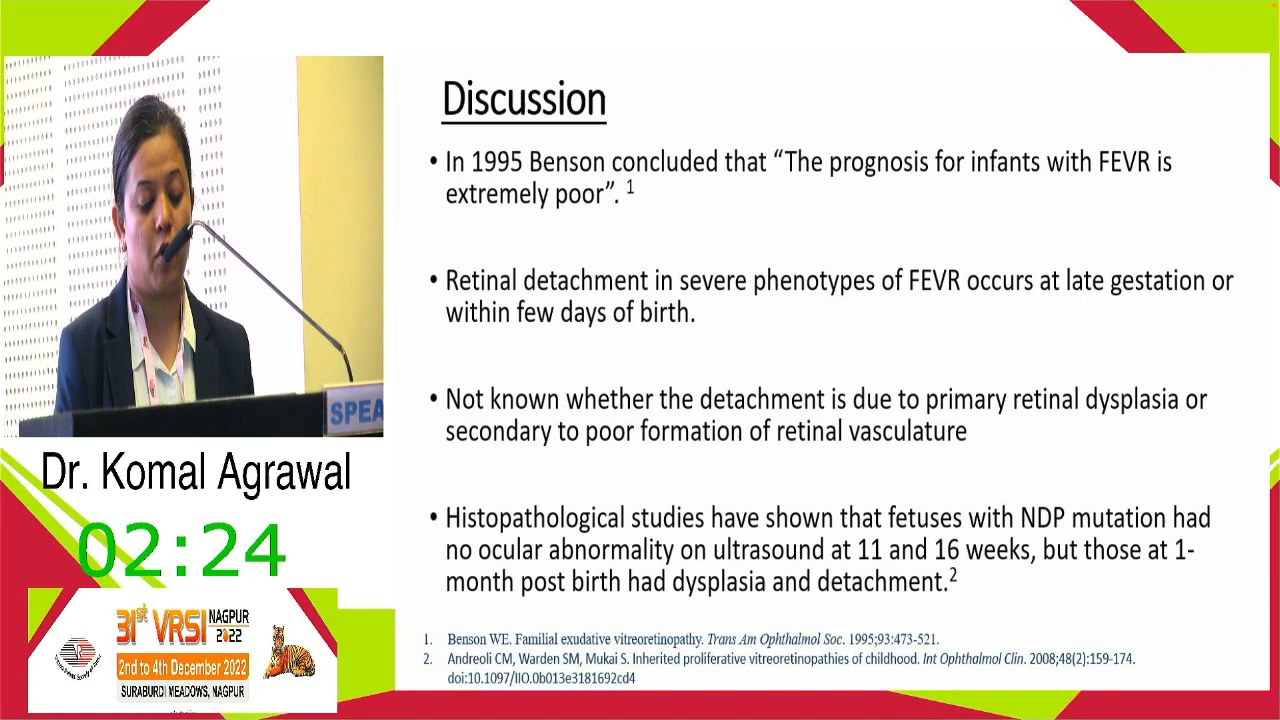 Discussion
• In 1995 Benson concluded that “The prognosis for infants with FEVR is
extremely poor”. 1
• Retinal detachment in severe phenotypes of FEVR occurs at late gestation or
within few days of birth.
• Not known whether the detachment is due to primary retinal dysplasia or
secondary to poor formation of retinal vasculature
• Histopathological studies have shown that fetuses with NDP mutation had
no ocular abnormality on ultrasound at 11 and 16 weeks, but those at 1-
month post birth had dysplasia and detachment.2
1. Benson WE. Familial exudative vitreoretinopathy. Trans Am Ophthalmol Soc. 1995;93:473-521.
2. Andreoli CM, Warden SM, Mukai S. Inherited proliferative vitreoretinopathies of childhood. Int Ophthalmol Clin. 2008;48(2):159-174.
doi:10.1097/IIO.0b013e3181692cd4
SPEA
Dr. Komal Agrawal
02:24
31st VRSI NAGPUR
2022
2nd to 4th December 2022
SURABURDI MEADOWS, NAGPUR